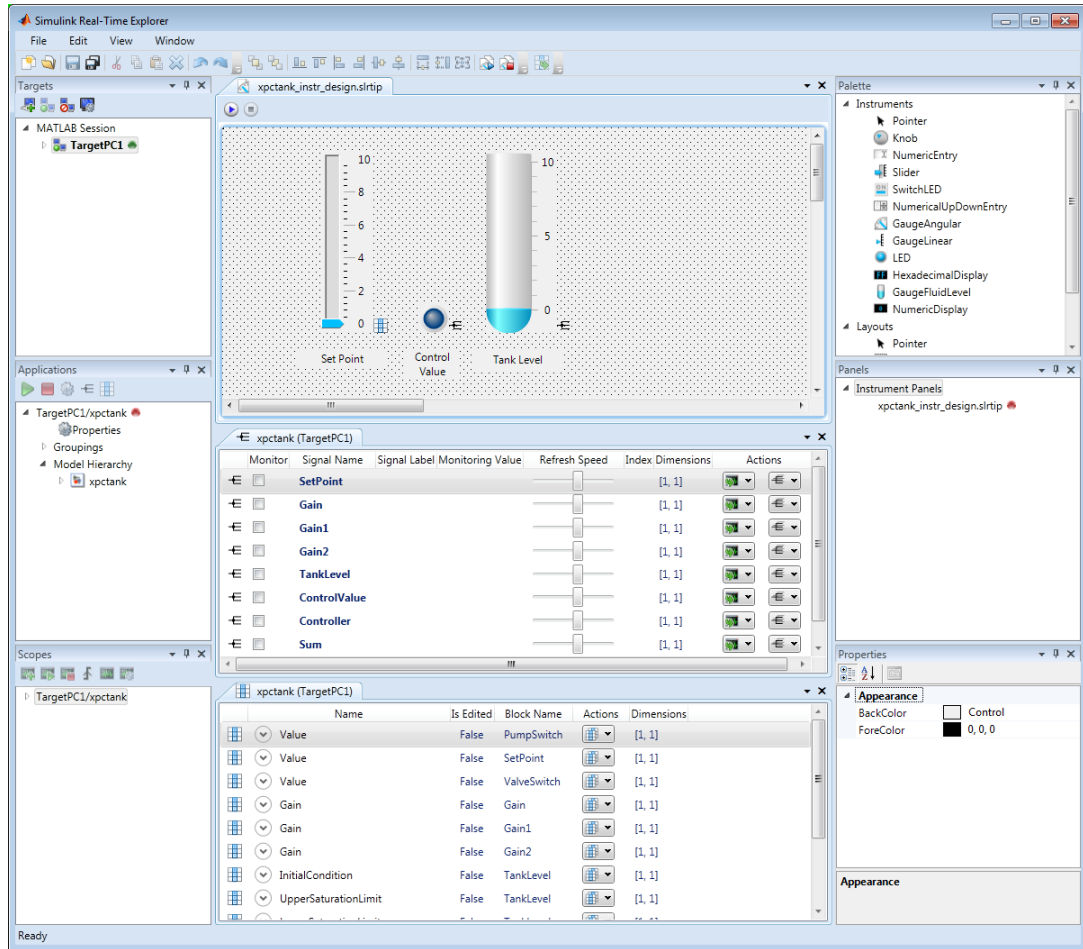 Simulink Real-Time Explorer
File Edit View Window
Targets
MATLAB Session
TargetPC1
xpctank_instr_design.slrtip
10
8
6
4
2
0
10
5
0
Set Point
Control
Value
Tank Level
Palette
Instruments
Pointer
Knob
NumericEntry
Slider
SwitchLED
NumericalUpDownEntry
GaugeAngular
GaugeLinear
LED
HexadecimalDisplay
GaugeFluidLevel
NumericDisplay
Layouts
Pointer
Applications
TargetPC1/xpctank
Properties
Groupings
Model Hierarchy
xpctank
xpctank (TargetPC1)
Monitor Signal Name Signal Label Monitoring Value Refresh Speed Index Dimensions Actions
SetPoint [1, 1]
Gain [1, 1]
Gain1 [1, 1]
Gain2 [1, 1]
TankLevel [1, 1]
ControlValue [1, 1]
Controller [1, 1]
Sum [1, 1]
Panels
Instrument Panels
xpctank_instr_design.slrtip
Scopes
TargetPC1/xpctank
xpctank (TargetPC1)
Name Is Edited Block Name Actions Dimensions
Value False PumpSwitch [1, 1]
Value False SetPoint [1, 1]
Value False ValveSwitch [1, 1]
Gain False Gain [1, 1]
Gain False Gain1 [1, 1]
Gain False Gain2 [1, 1]
InitialCondition False TankLevel [1, 1]
UpperSaturationLimit False TankLevel [1, 1]
Properties
Appearance
BackColor Control
ForeColor 0, 0, 0
Appearance
Ready